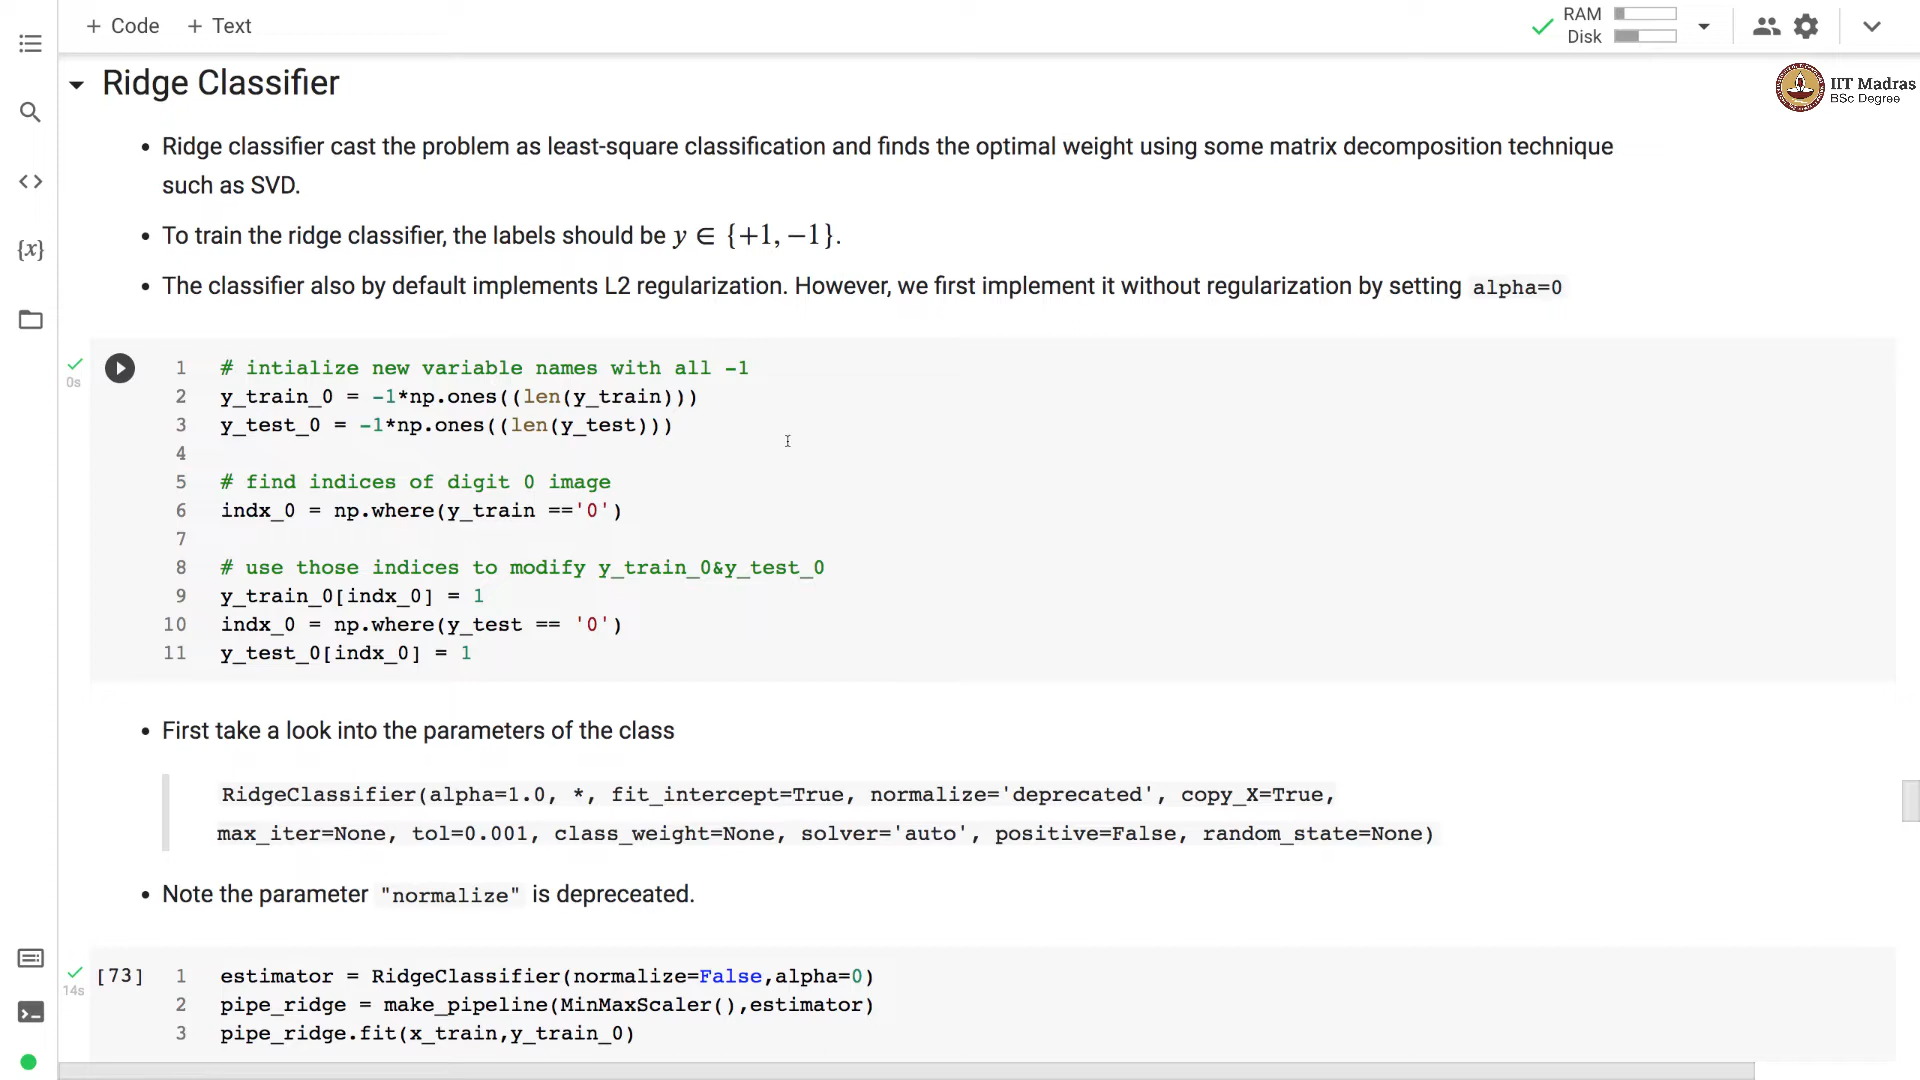 + Code + Text
RAM
Disk
Ridge Classifier
IIT Madras
BSc Degree
• Ridge classifier cast the problem as least-square classification and finds the optimal weight using some matrix decomposition technique
such as SVD.
• To train the ridge classifier, the labels should be y ∈ {+1, −1}.
• The classifier also by default implements L2 regularization. However, we first implement it without regularization by setting alpha=0
0s
1 # intialize new variable names with all -1
2 y_train_0 = -1*np.ones((len(y_train)))
3 y_test_0 = -1*np.ones((len(y_test)))
4
5 # find indices of digit 0 image
6 indx_0 = np.where(y_train =='0')
7
8 # use those indices to modify y_train_0&y_test_0
9 y_train_0[indx_0] = 1
10 indx_0 = np.where(y_test == '0')
11 y_test_0[indx_0] = 1
• First take a look into the parameters of the class
RidgeClassifier(alpha=1.0, *, fit_intercept=True, normalize='deprecated', copy_X=True,
max_iter=None, tol=0.001, class_weight=None, solver='auto', positive=False, random_state=None)
• Note the parameter "normalize" is depreceated.
[73] 1 estimator = RidgeClassifier(normalize=False,alpha=0)
14s
2 pipe_ridge = make_pipeline(MinMaxScaler(),estimator)
3 pipe_ridge.fit(x_train,y_train_0)